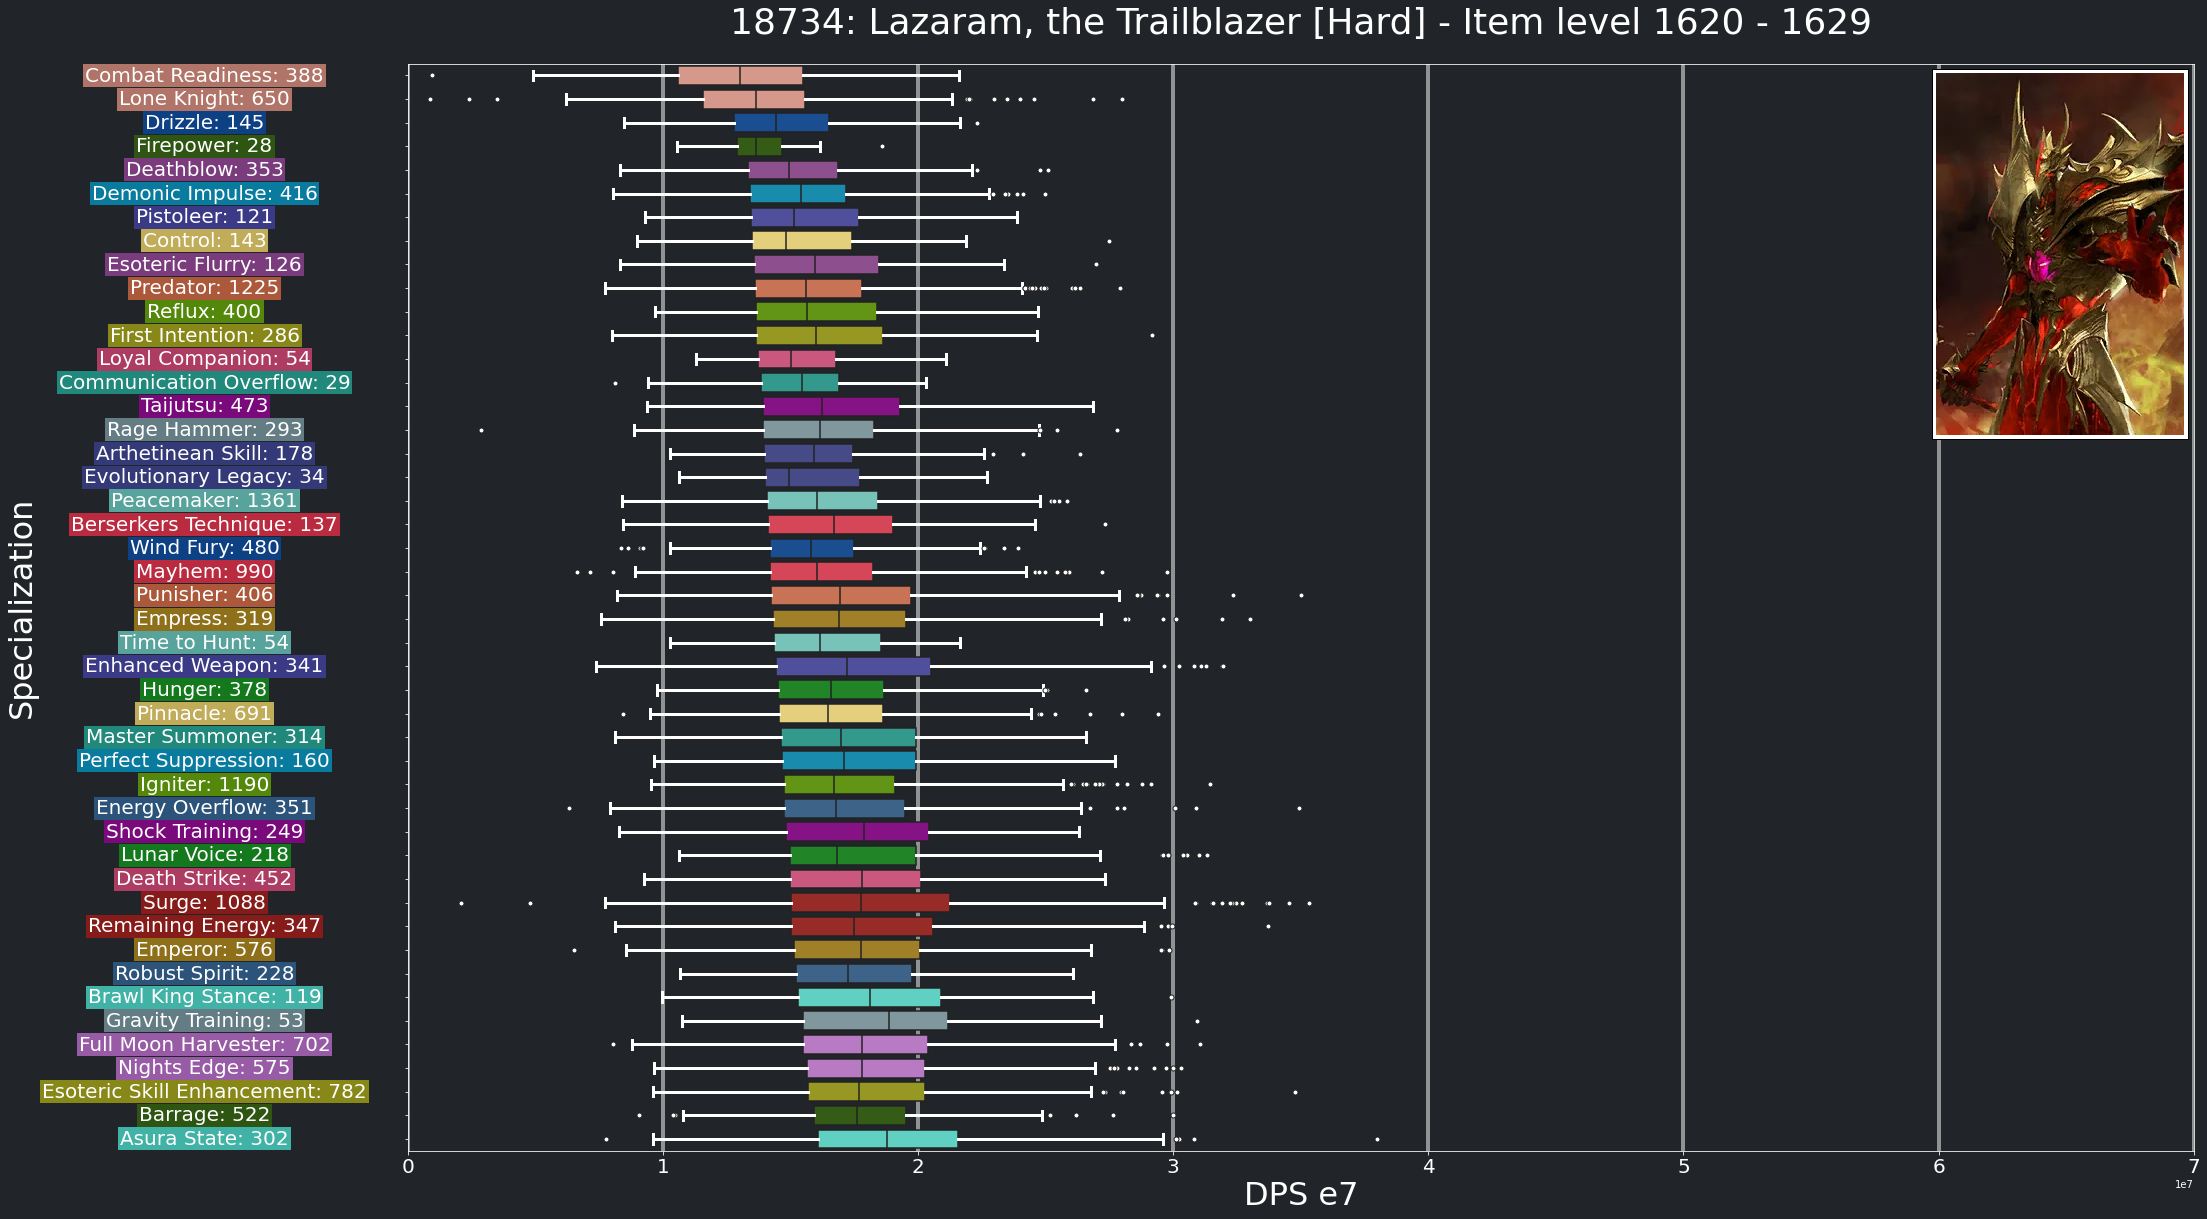 18734: Lazaram, the Trailblazer [Hard] - Item level 1620 - 1629
Specialization
Combat Readiness: 388
Lone Knight: 650
Drizzle: 145
Firepower: 28
Deathblow: 353
Demonic Impulse: 416
Pistoleer: 121
Control: 143
Esoteric Flurry: 126
Predator: 1225
Reflux: 400
First Intention: 286
Loyal Companion: 54
Communication Overflow: 29
Taijutsu: 473
Rage Hammer: 293
Arthetinean Skill: 178
Evolutionary Legacy: 34
Peacemaker: 1361
Berserkers Technique: 137
Wind Fury: 480
Mayhem: 990
Punisher: 406
Empress: 319
Time to Hunt: 54
Enhanced Weapon: 341
Hunger: 378
Pinnacle: 691
Master Summoner: 314
Perfect Suppression: 160
Igniter: 1190
Energy Overflow: 351
Shock Training: 249
Lunar Voice: 218
Death Strike: 452
Surge: 1088
Remaining Energy: 347
Emperor: 576
Robust Spirit: 228
Brawl King Stance: 119
Gravity Training: 53
Full Moon Harvester: 702
Nights Edge: 575
Esoteric Skill Enhancement: 782
Barrage: 522
Asura State: 302
0 1 2 3 4 5 6 7
DPS e7
1e7